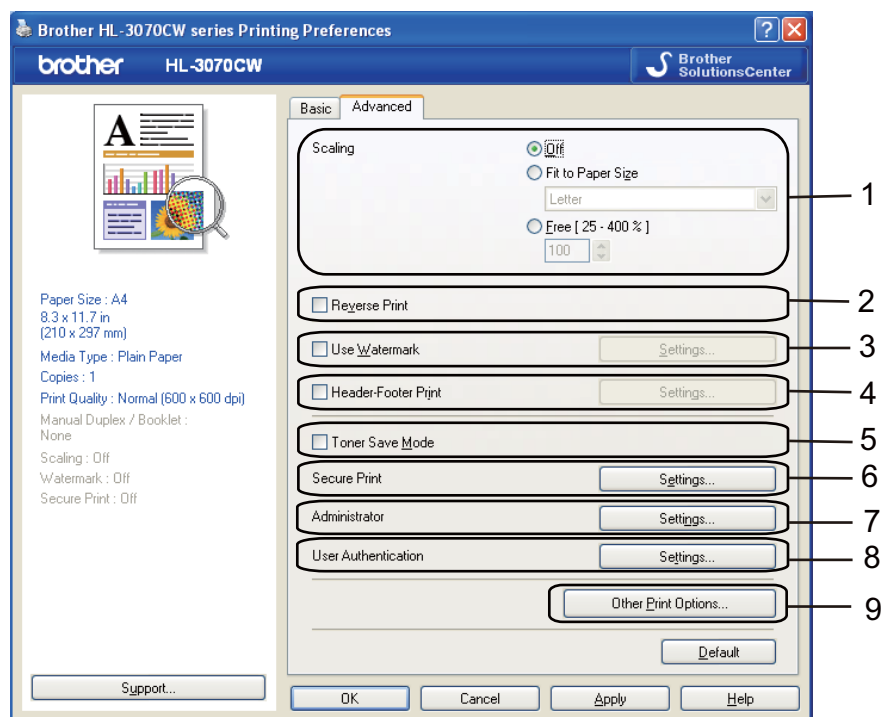 Brother HL-3070CW series Printing Preferences
brother HL-3070CW
Brother
SolutionsCenter
A
Paper Size : A4
8.3 x 11.7 in
(210 x 297 mm)
Media Type : Plain Paper
Copies : 1
Print Quality : Normal (600 x 600 dpi)
Manual Duplex / Booklet :
None
Scaling : Off
Watermark : Off
Secure Print : Off
Support...
Basic Advanced
Scaling
Off
Fit to Paper Size
Letter
Free [ 25 - 400 % ]
100
1
Reverse Print
2
Use Watermark Settings...
3
Header-Footer Print Settings...
4
Toner Save Mode
5
Secure Print Settings...
6
Administrator Settings...
7
User Authentication Settings...
8
Other Print Options...
9
Default
OK Cancel Apply Help